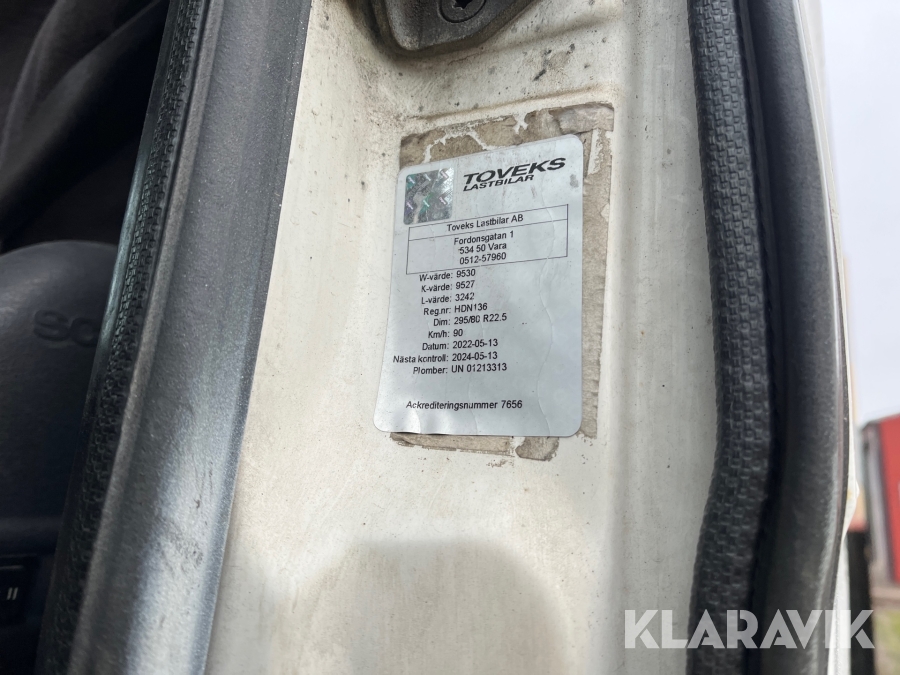 TOVEKS
LASTBILAR
Toveks Lastbilar AB
Fordonsgatan 1
534 50 Vara
0512-57960
W-värde: 9530
K-värde: 9527
L-värde: 3242
Reg.nr: HDN136
Dim: 295/80 R22.5
Km/h: 90
Datum: 2022-05-13
Nästa kontroll: 2024-05-13
Plomber: UN 01213313
Ackrediteringsnummer 7656
KLARAVIK